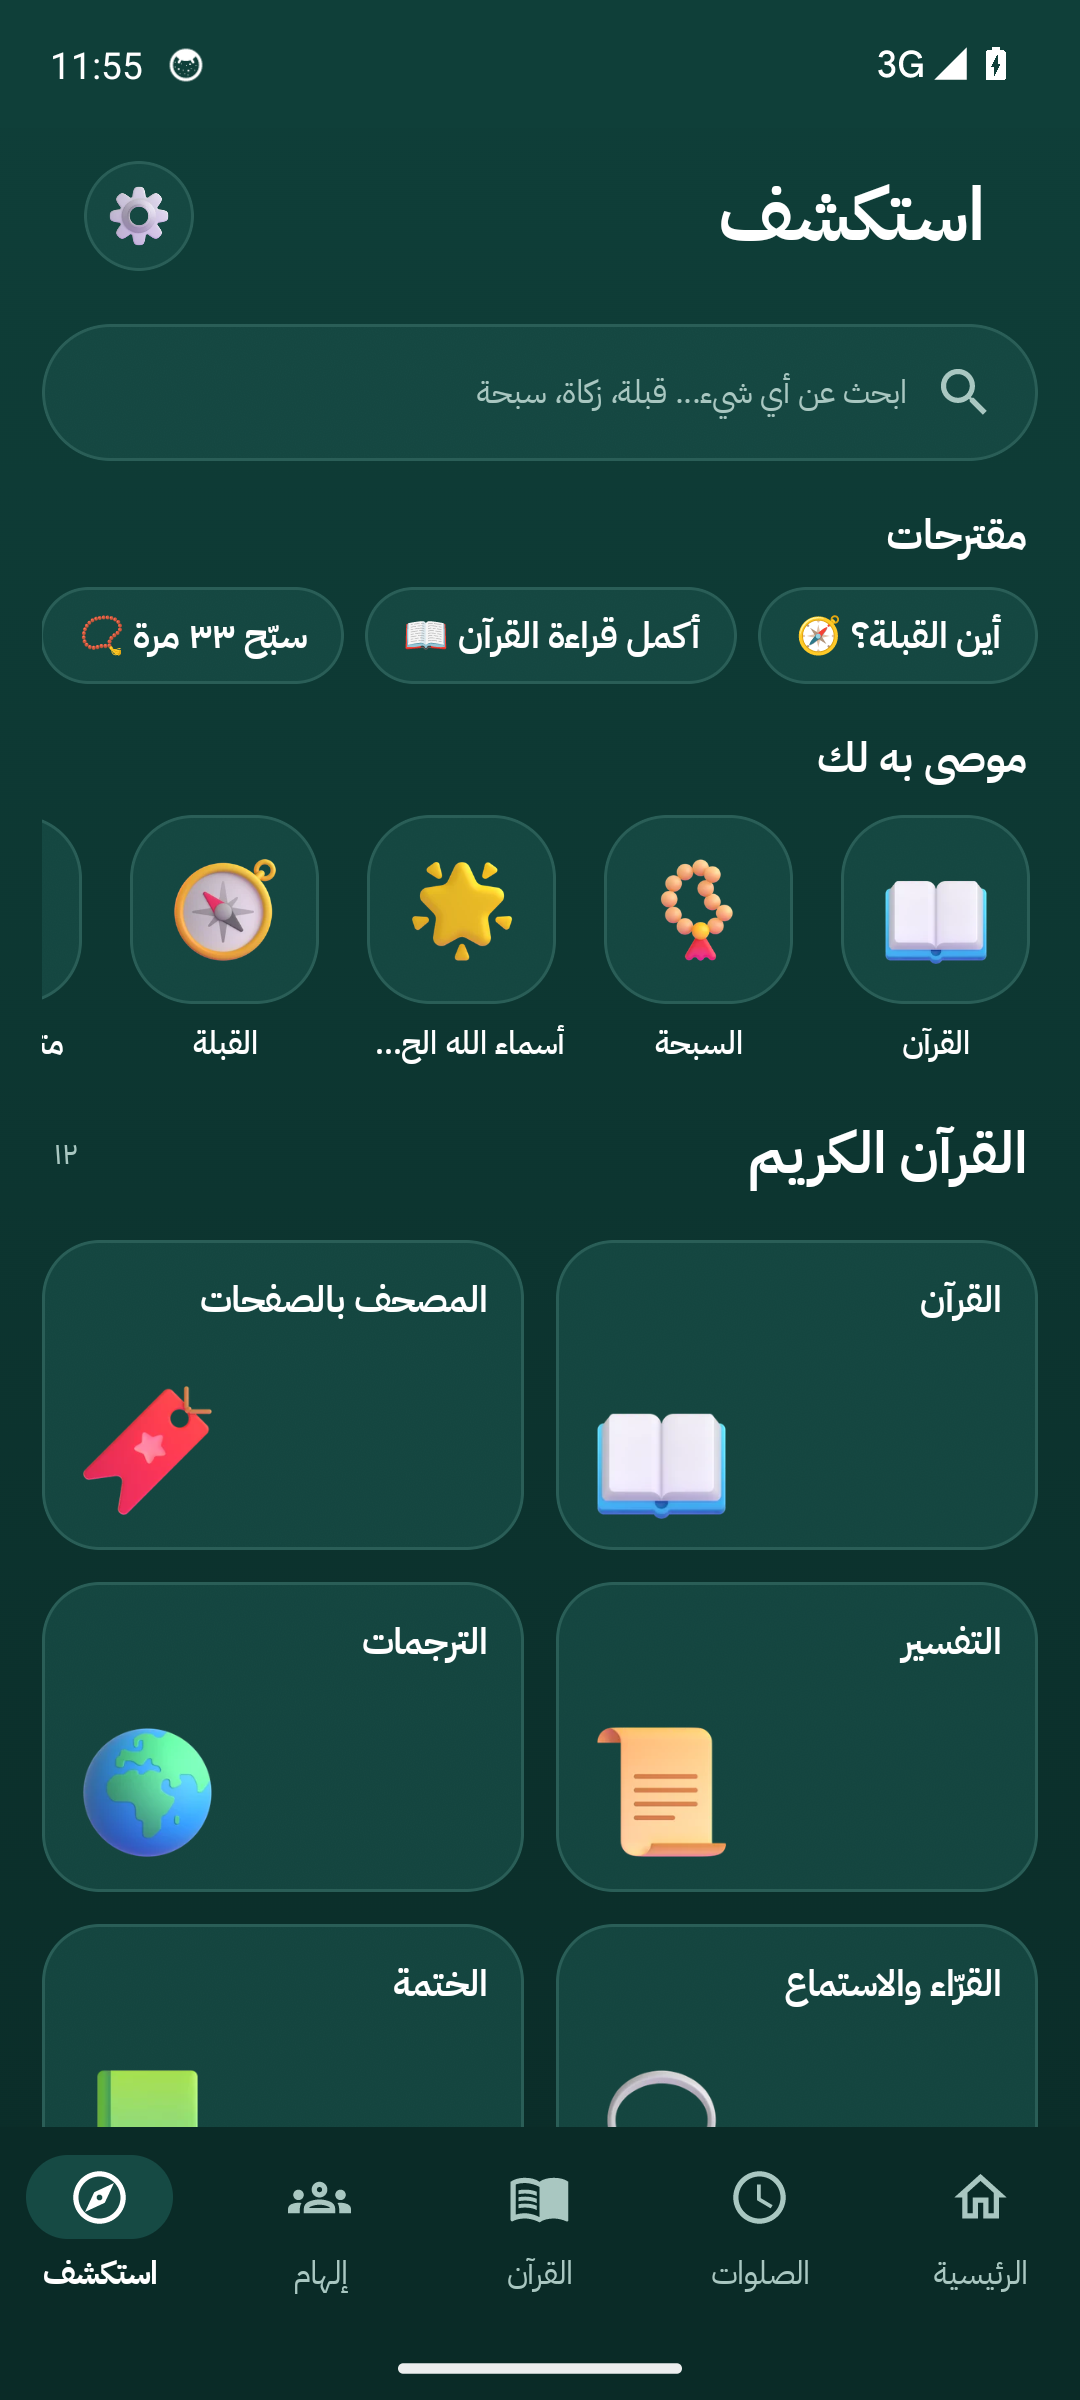 11:55
3G
استكشف
ابحث عن أي شيء... قبلة، زكاة، سبحة
مقترحات
أين القبلة؟ 🧭
أكمل قراءة القرآن 📖
سبّح ٣٣ مرة 📿
موصى به لك
القرآن
السبحة
أسماء الله الح...
القبلة
القرآن الكريم
١٢
القرآن
المصحف بالصفحات
التفسير
الترجمات
القرّاء والاستماع
الختمة
الرئيسية
الصلوات
القرآن
إلهام
استكشف